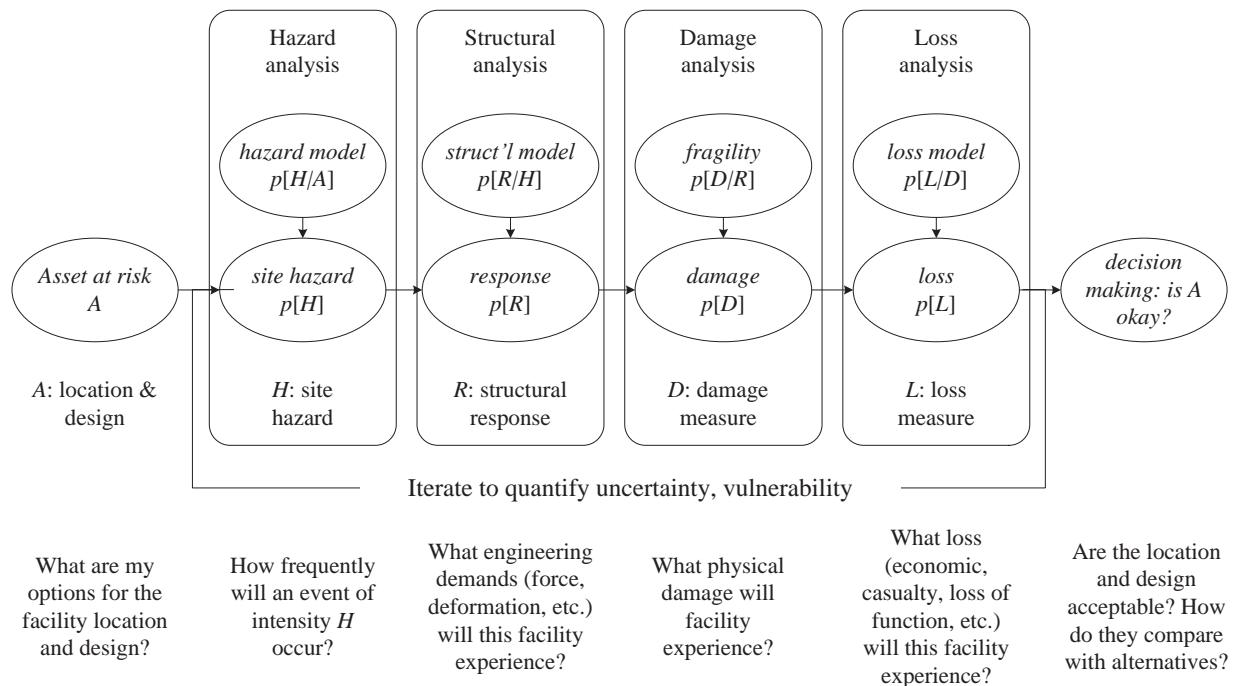 Hazard
analysis
Structural
analysis
Damage
analysis
Loss
analysis
hazard model
p[H/A]
struct’l model
p[R/H]
fragility
p[D/R]
loss model
p[L/D]
Asset at risk
A
site hazard
p[H]
response
p[R]
damage
p[D]
loss
p[L]
decision
making: is A
okay?
A: location &
design
H: site
hazard
R: structural
response
D: damage
measure
L: loss
measure
Iterate to quantify uncertainty, vulnerability
What are my
options for the
facility location
and design?
How frequently
will an event of
intensity H
occur?
What engineering
demands (force,
deformation, etc.)
will this facility
experience?
What physical
damage will
facility
experience?
What loss
(economic,
casualty, loss of
function, etc.)
will this facility
experience?
Are the location
and design
acceptable? How
do they compare
with alternatives?